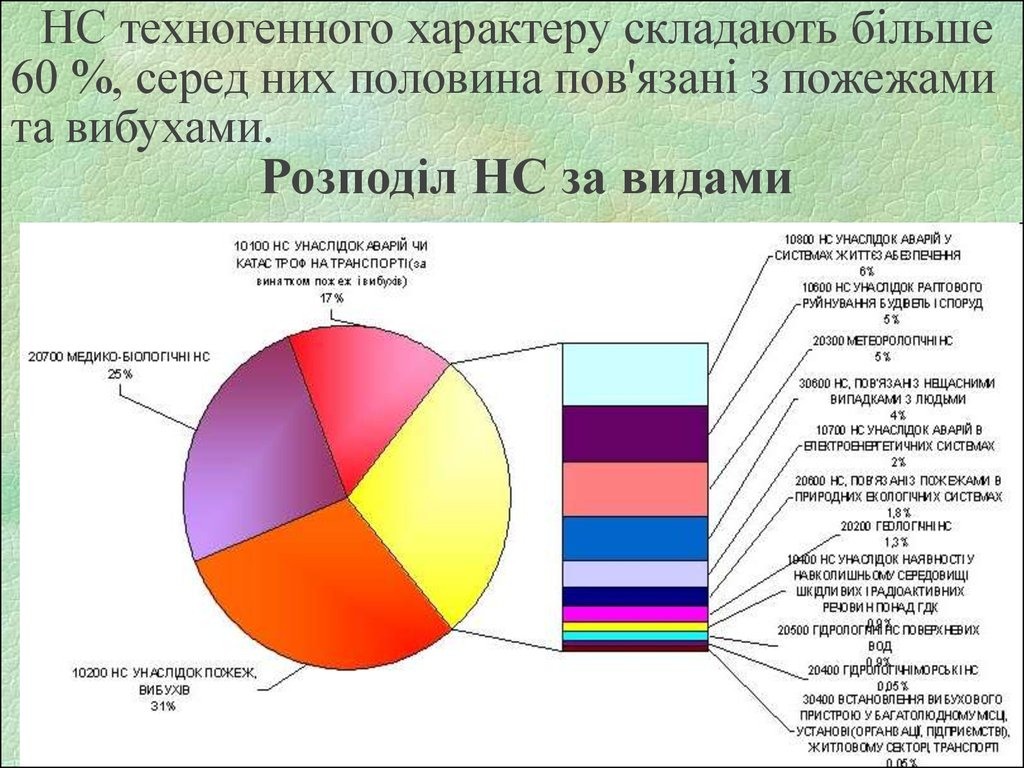 НС техногенного характеру складають більше
60 %, серед них половина пов'язані з пожежами
та вибухами.
Розподіл НС за видами
10100 НС УНАСЛІДОК АВАРІЙ ЧИ
КАТАСТРОФ НА ТРАНСПОРТІ (за
винятком пожеж і вибухів)
17%
20700 МЕДИКО-БІОЛОГІЧНІ НС
25%
10200 НС УНАСЛІДОК ПОЖЕЖ,
ВИБУХІВ
31%
10800 НС УНАСЛІДОК АВАРІЙ У
СИСТЕМАХ ЖИТТЄЗАБЕЗПЕЧЕННЯ
6%
10600 НС УНАСЛІДОК РАПТОВОГО
РУЙНУВАННЯ БУДІВЕЛЬ І СПОРУД
5%
20300 МЕТЕОРОЛОГІЧНІ НС
5%
30600 НС, ПОВ'ЯЗАНІ З НЕЩАСНИМИ
ВИПАДКАМИ З ЛЮДЬМИ
4%
10700 НС УНАСЛІДОК АВАРІЙ В
ЕЛЕКТРОЕНЕРГЕТИЧНИХ СИСТЕМАХ
2%
20600 НС, ПОВ'ЯЗАНІ З ПОЖЕЖАМИ В
ПРИРОДНИХ ЕКОЛОГІЧНИХ СИСТЕМАХ
1,8%
20200 ГЕОЛОГІЧНІ НС
1,3%
10400 НС УНАСЛІДОК НАЯВНОСТІ У
НАВКОЛИШНЬОМУ СЕРЕДОВИЩІ
ШКІДЛИВИХ І РАДІОАКТИВНИХ
РЕЧОВИН ПОНАД ГДК
0,9%
20500 ГІДРОЛОГІЧНІ НС ПОВЕРХНЕВИХ
ВОД
0,9%
20400 ГІДРОЛОГІЧНІ МОРСЬКІ НС
0,05%
30400 ВСТАНОВЛЕННЯ ВИБУХОВОГО
ПРИСТРОЮ У БАГАТОЛЮДНОМУ МІСЦІ,
УСТАНОВІ (ОРГАНІЗАЦІЇ, ПІДПРИЄМСТВІ),
ЖИТЛОВОМУ СЕКТОРІ, ТРАНСПОРТІ
0,05%